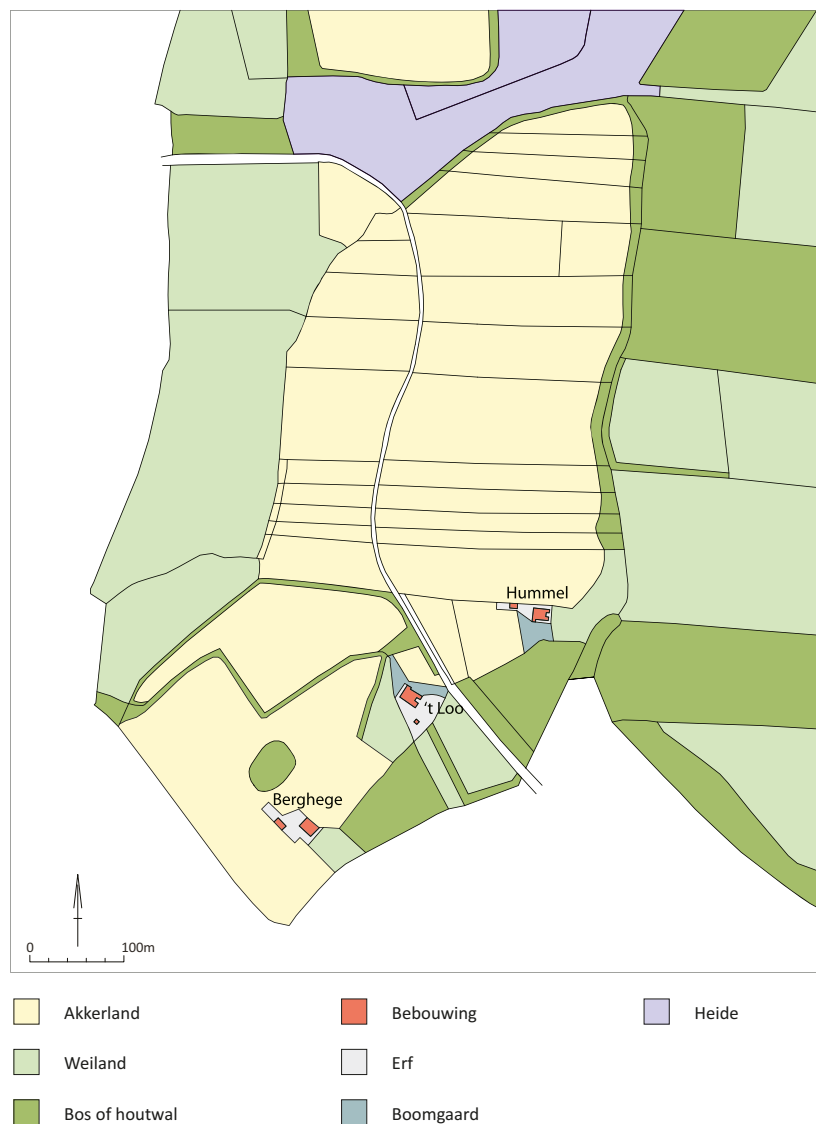 Hummel
't Loo
Berghege
0 100m
Akkerland
Bebouwing
Heide
Weiland
Erf
Bos of houtwal
Boomgaard